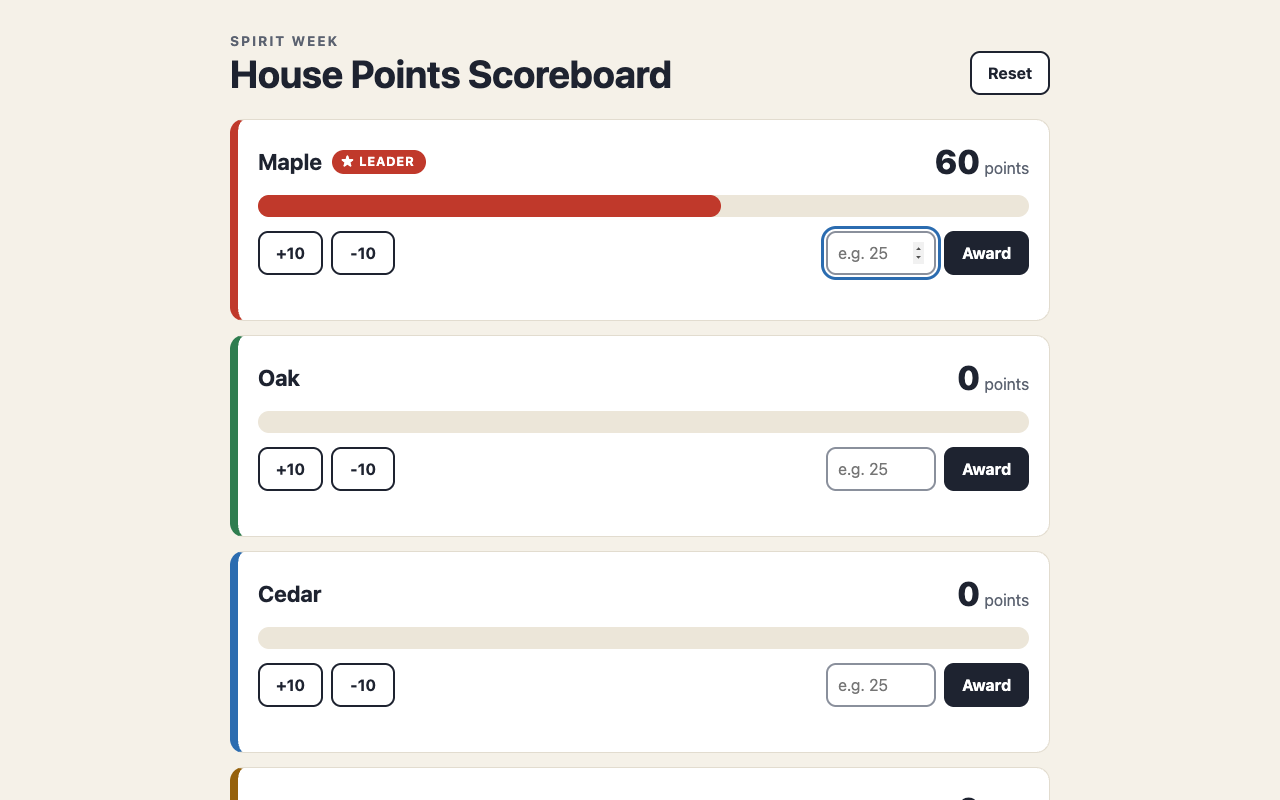 SPIRIT WEEK
House Points Scoreboard
Reset
Maple
★ LEADER
60 points
+10
-10
e.g. 25
Award
Oak
0 points
+10
-10
e.g. 25
Award
Cedar
0 points
+10
-10
e.g. 25
Award